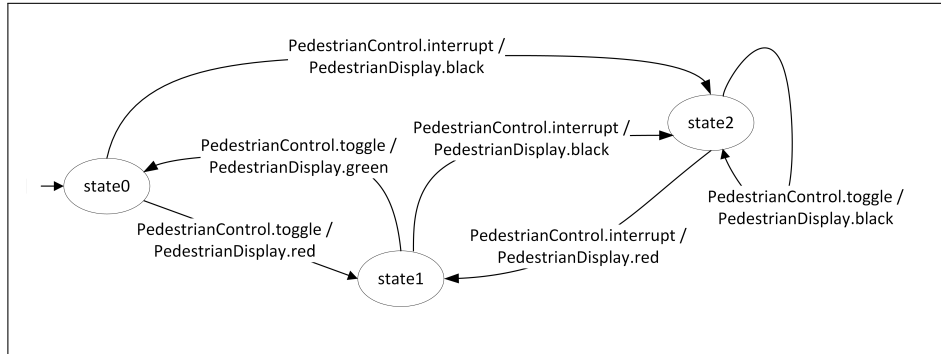 PedestrianControl.interrupt /
PedestrianDisplay.black
state2
PedestrianControl.interrupt /
PedestrianDisplay.black
PedestrianControl.toggle /
PedestrianDisplay.green
state0
PedestrianControl.toggle /
PedestrianDisplay.black
PedestrianControl.toggle /
PedestrianDisplay.red
PedestrianControl.interrupt /
PedestrianDisplay.red
state1